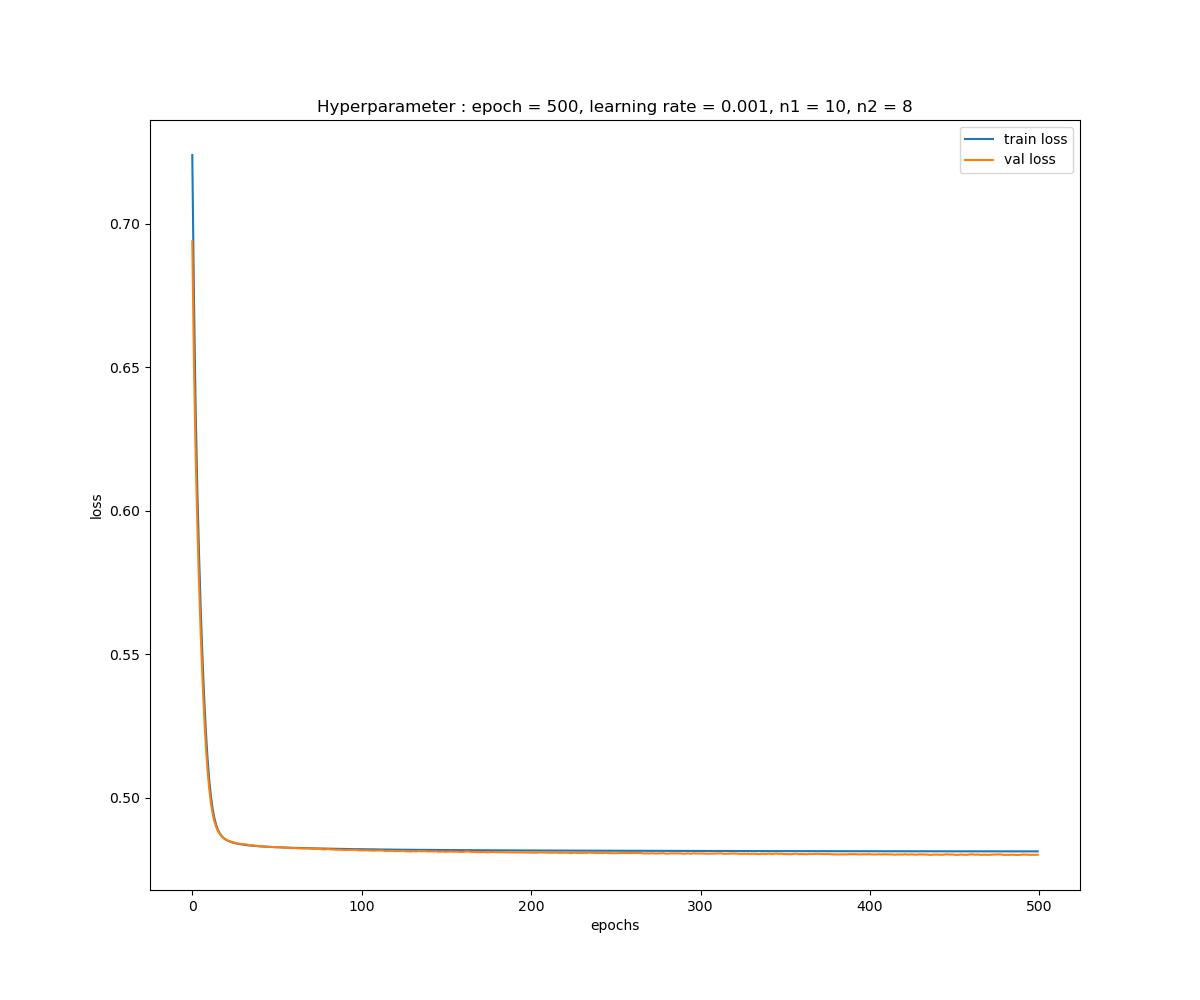 Hyperparameter : epoch = 500, learning rate = 0.001, n1 = 10, n2 = 8
train loss
val loss
0.70
0.65
0.60
0.55
0.50
loss
0
100
200
300
400
500
epochs